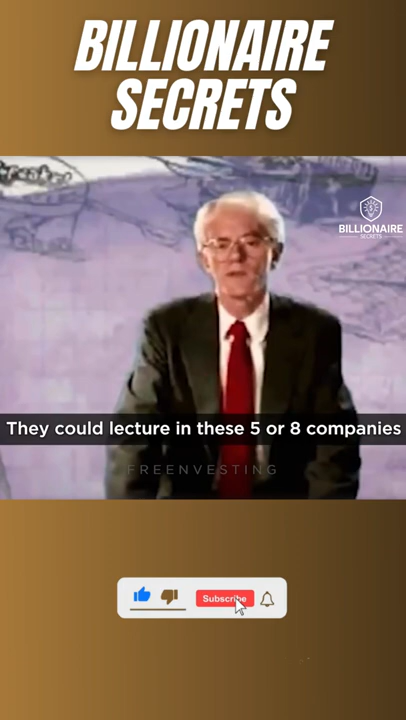 BILLIONAIRE
SECRETS
BILLIONAIRE
SECRETS
They could lecture in these 5 or 8 companies
FREENVESTING
Subscribe